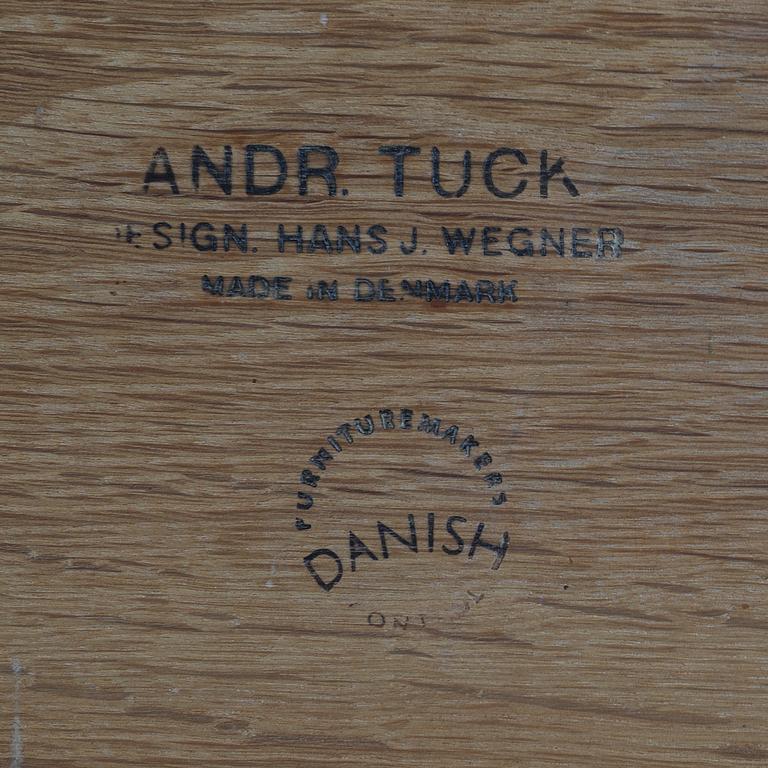 ANDR. TUCK
DESIGN. HANS J. WEGNER
MADE IN DENMARK
FURNITUREMAKERS
DANISH